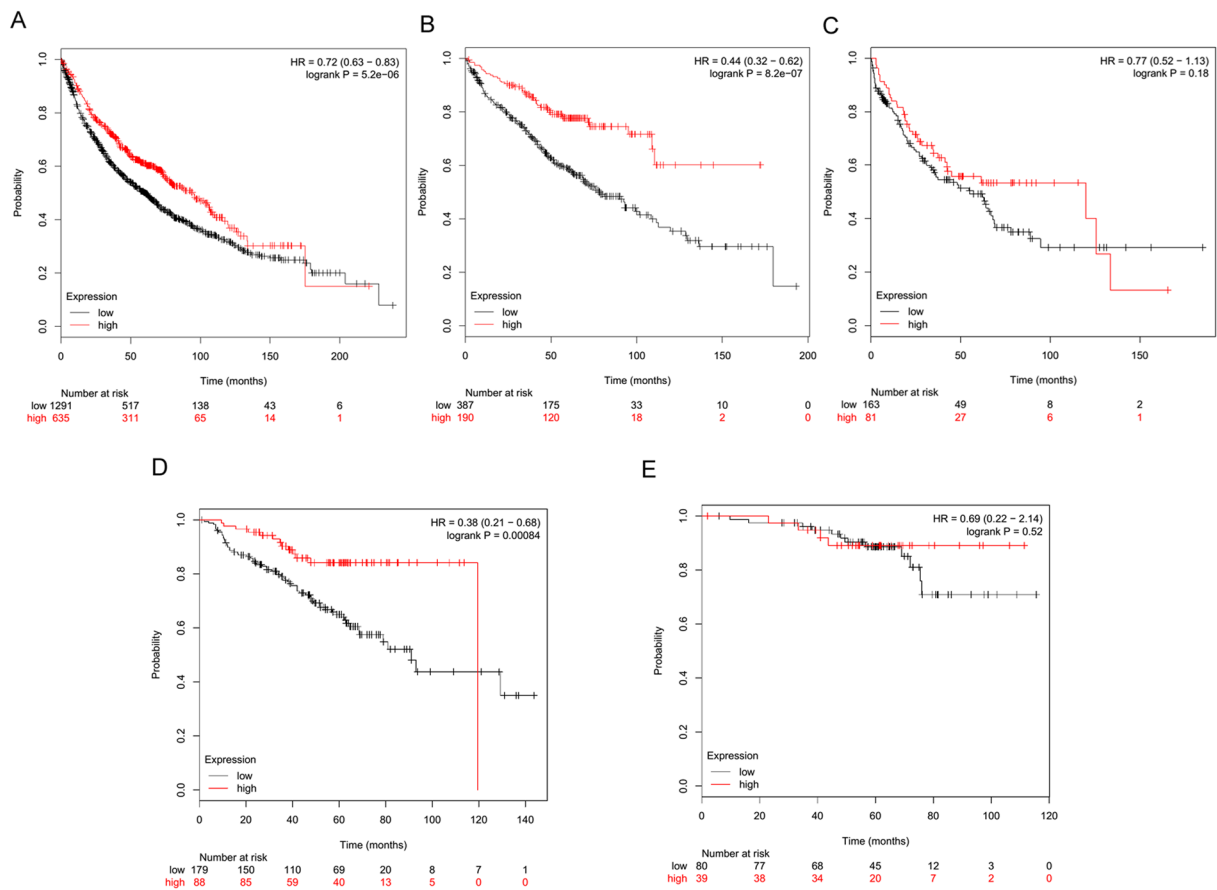 A
HR = 0.72 (0.63 − 0.83)
logrank P = 5.2e−06
Probability
1.0
0.8
0.6
0.4
0.2
0.0
Expression
low
high
0 50 100 150 200
Time (months)
Number at risk
low 1291 517 138 43 6
high 635 311 65 14 1
B
HR = 0.44 (0.32 − 0.62)
logrank P = 8.2e−07
Probability
1.0
0.8
0.6
0.4
0.2
0.0
Expression
low
high
0 50 100 150 200
Time (months)
Number at risk
low 387 175 33 10 0
high 190 120 18 2 0
C
HR = 0.77 (0.52 − 1.13)
logrank P = 0.18
Probability
1.0
0.8
0.6
0.4
0.2
0.0
Expression
low
high
0 50 100 150
Time (months)
Number at risk
low 163 49 8 2
high 81 27 6 1
D
HR = 0.38 (0.21 − 0.68)
logrank P = 0.00084
Probability
1.0
0.8
0.6
0.4
0.2
0.0
Expression
low
high
0 20 40 60 80 100 120 140
Time (months)
Number at risk
low 179 150 110 69 20 8 7 1
high 88 85 59 40 13 5 0 0
E
HR = 0.69 (0.22 − 2.14)
logrank P = 0.52
Probability
1.0
0.8
0.6
0.4
0.2
0.0
Expression
low
high
0 20 40 60 80 100 120
Time (months)
Number at risk
low 80 77 68 45 12 3 0
high 39 38 34 20 7 2 0